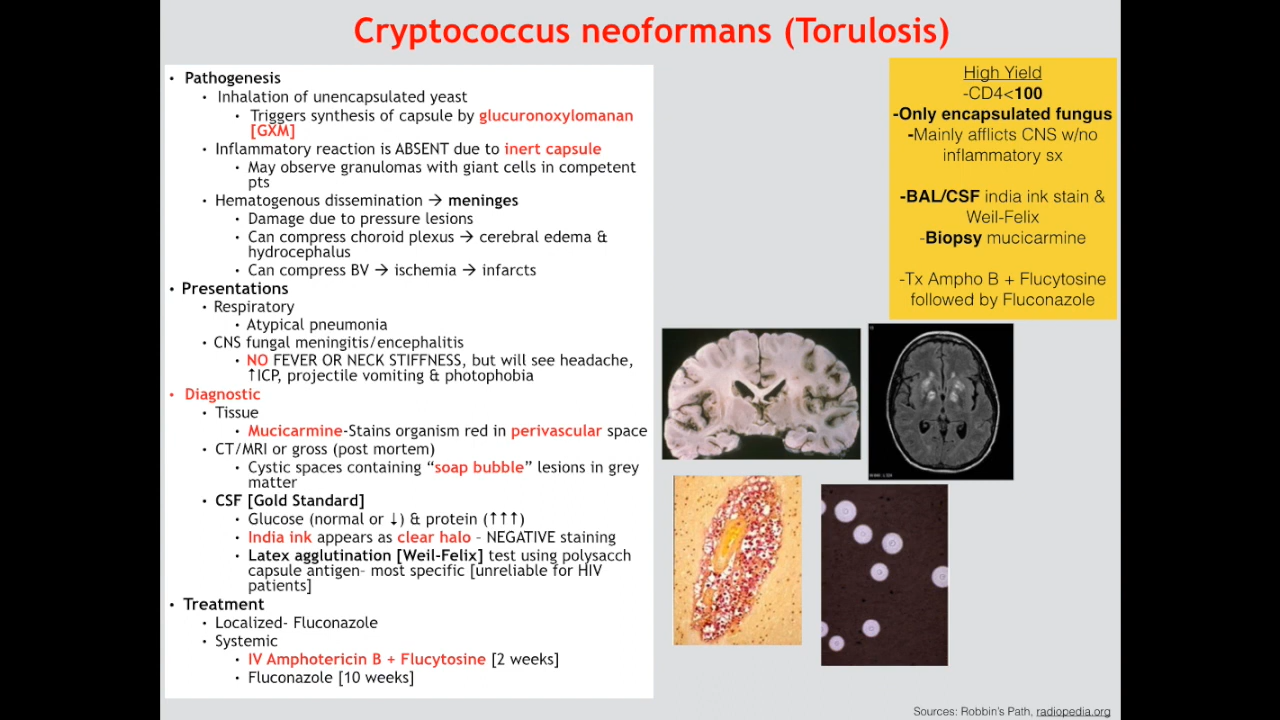 Cryptococcus neoformans (Torulosis)
• Pathogenesis
• Inhalation of unencapsulated yeast
• Triggers synthesis of capsule by glucuronoxylomanan
[GXM]
• Inflammatory reaction is ABSENT due to inert capsule
• May observe granulomas with giant cells in competent
pts
• Hematogenous dissemination → meninges
• Damage due to pressure lesions
• Can compress choroid plexus → cerebral edema &
hydrocephalus
• Can compress BV → ischemia → infarcts
• Presentations
• Respiratory
• Atypical pneumonia
• CNS fungal meningitis/encephalitis
• NO FEVER OR NECK STIFFNESS, but will see headache,
↑ICP, projectile vomiting & photophobia
• Diagnostic
• Tissue
• Mucicarmine-Stains organism red in perivascular space
• CT/MRI or gross (post mortem)
• Cystic spaces containing “soap bubble” lesions in grey
matter
• CSF [Gold Standard]
• Glucose (normal or ↓) & protein (↑↑↑)
• India ink appears as clear halo – NEGATIVE staining
• Latex agglutination [Weil-Felix] test using polysacch
capsule antigen– most specific [unreliable for HIV
patients]
• Treatment
• Localized- Fluconazole
• Systemic
• IV Amphotericin B + Flucytosine [2 weeks]
• Fluconazole [10 weeks]
High Yield
-CD4<100
-Only encapsulated fungus
-Mainly afflicts CNS w/no
inflammatory sx
-BAL/CSF india ink stain &
Weil-Felix
-Biopsy mucicarmine
-Tx Ampho B + Flucytosine
followed by Fluconazole
Sources: Robbin's Path, radiopedia.org